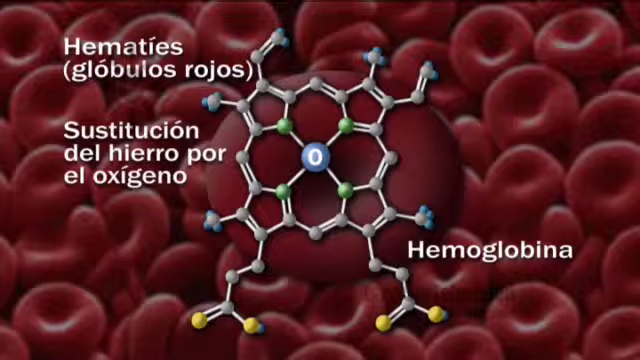 Hematíes
(glóbulos rojos)
Sustitución
del hierro por
el oxígeno
O
Hemoglobina